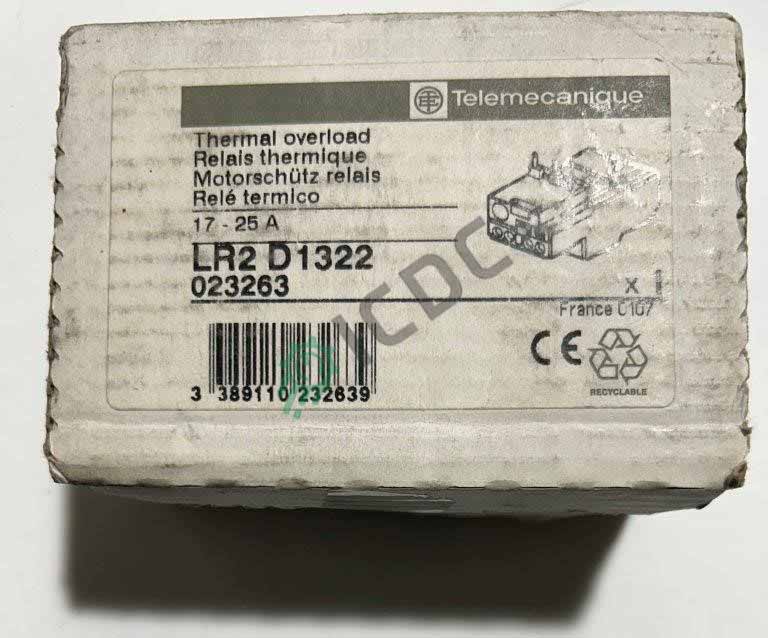 Telemecanique
Thermal overload
Relais thermique
Motorschütz relais
Relé termico
17 - 25 A
LR2 D1322
023263
X 1
France 0107
CE
RECYCLABLE
3 389110 232639
ICDC